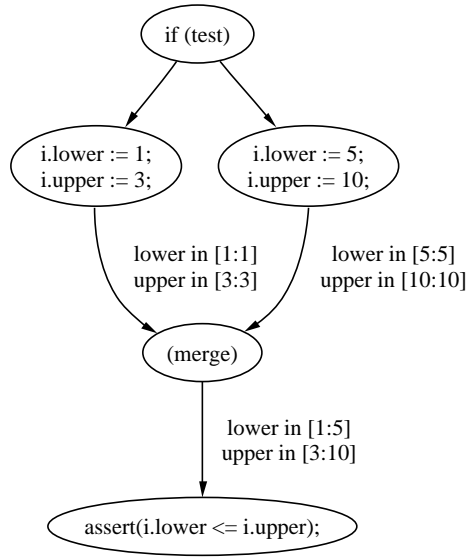 if (test)
i.lower := 1;
i.upper := 3;
i.lower := 5;
i.upper := 10;
lower in [1:1]
upper in [3:3]
lower in [5:5]
upper in [10:10]
(merge)
lower in [1:5]
upper in [3:10]
assert(i.lower <= i.upper);